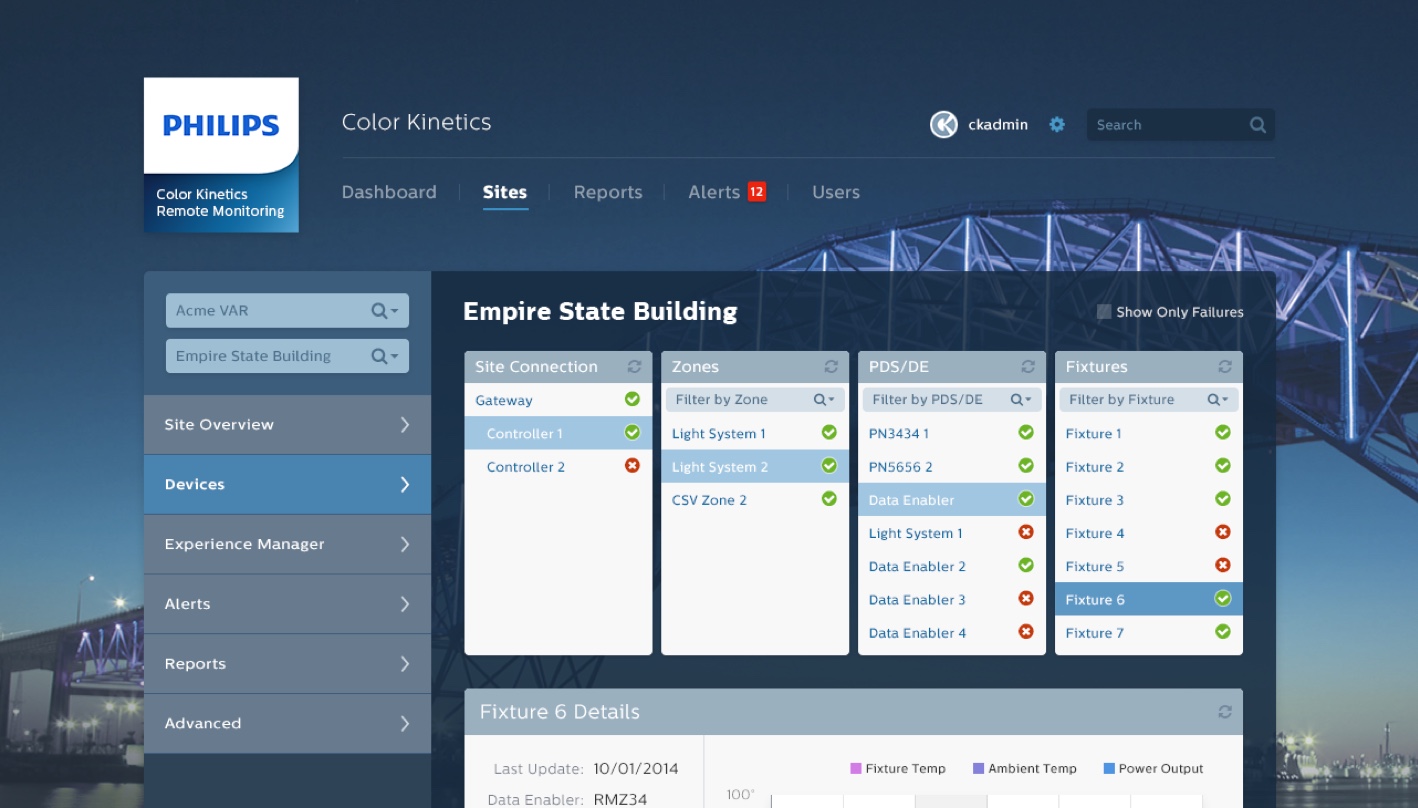 PHILIPS
Color Kinetics
Remote Monitoring
Color Kinetics
ckadmin
Search
Dashboard
Sites
Reports
Alerts 12
Users
Acme VAR
Empire State Building
Site Overview
Devices
Experience Manager
Alerts
Reports
Advanced
Empire State Building
Show Only Failures
Site Connection
Gateway
Controller 1
Controller 2
Zones
Filter by Zone
Light System 1
Light System 2
CSV Zone 2
PDS/DE
Filter by PDS/DE
PN3434 1
PN5656 2
Data Enabler
Light System 1
Data Enabler 2
Data Enabler 3
Data Enabler 4
Fixtures
Filter by Fixture
Fixture 1
Fixture 2
Fixture 3
Fixture 4
Fixture 5
Fixture 6
Fixture 7
Fixture 6 Details
Last Update: 10/01/2014
Data Enabler: RMZ34
Fixture Temp
Ambient Temp
Power Output
100°